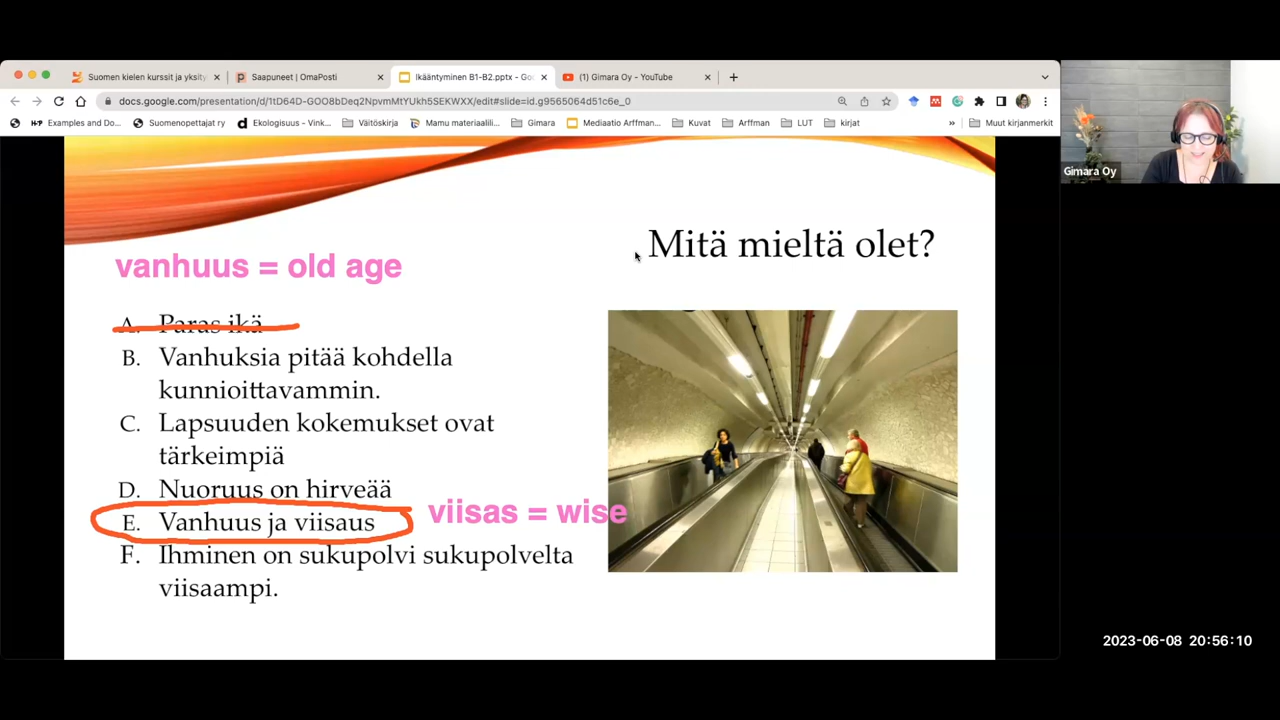 Suomen kielen kurssit ja yksity
Saapuneet | OmaPosti
Ikääntyminen B1-B2.pptx - Goo
(1) Gimara Oy - YouTube
docs.google.com/presentation/d/1tD64D-GOO8bDeq2NpvmMtYUkh5SEKWXX/edit#slide=id.g9565064d51c6e_0
Examples and Do...
Suomenopettajat ry
Ekologisuus - Vink...
Väitöskirja
Mamu materiaalili...
Gimara
Mediaatio Arffman...
Kuvat
Arffman
LUT
kirjat
»
Muut kirjanmerkit
Gimara Oy
Mitä mieltä olet?
vanhuus = old age
A. Paras ikä
B. Vanhuksia pitää kohdella
kunnioittavammin.
C. Lapsuuden kokemukset ovat
tärkeimpiä
D. Nuoruus on hirveää
E. Vanhuus ja viisaus
viisas = wise
F. Ihminen on sukupolvi sukupolvelta
viisaampi.
2023-06-08 20:56:10